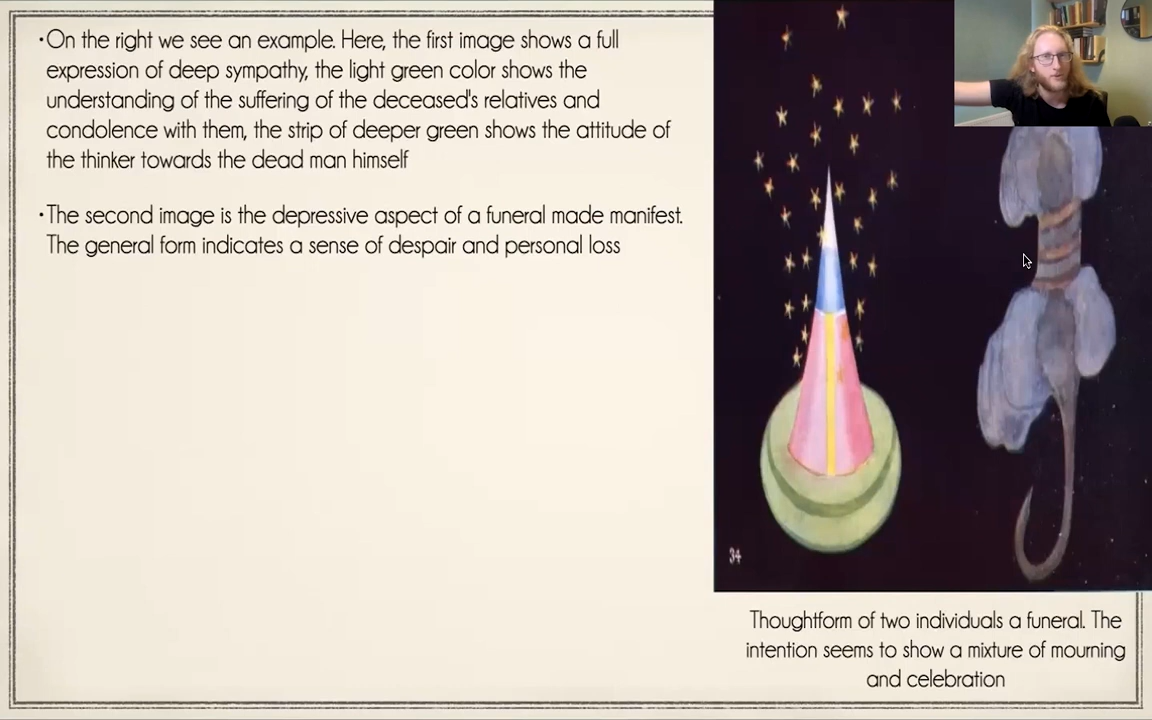 ·On the right we see an example. Here, the first image shows a full
expression of deep sympathy, the light green color shows the
understanding of the suffering of the deceased's relatives and
condolence with them, the strip of deeper green shows the attitude of
the thinker towards the dead man himself
·The second image is the depressive aspect of a funeral made manifest.
The general form indicates a sense of despair and personal loss
34
Thoughtform of two individuals a funeral. The
intention seems to show a mixture of mourning
and celebration